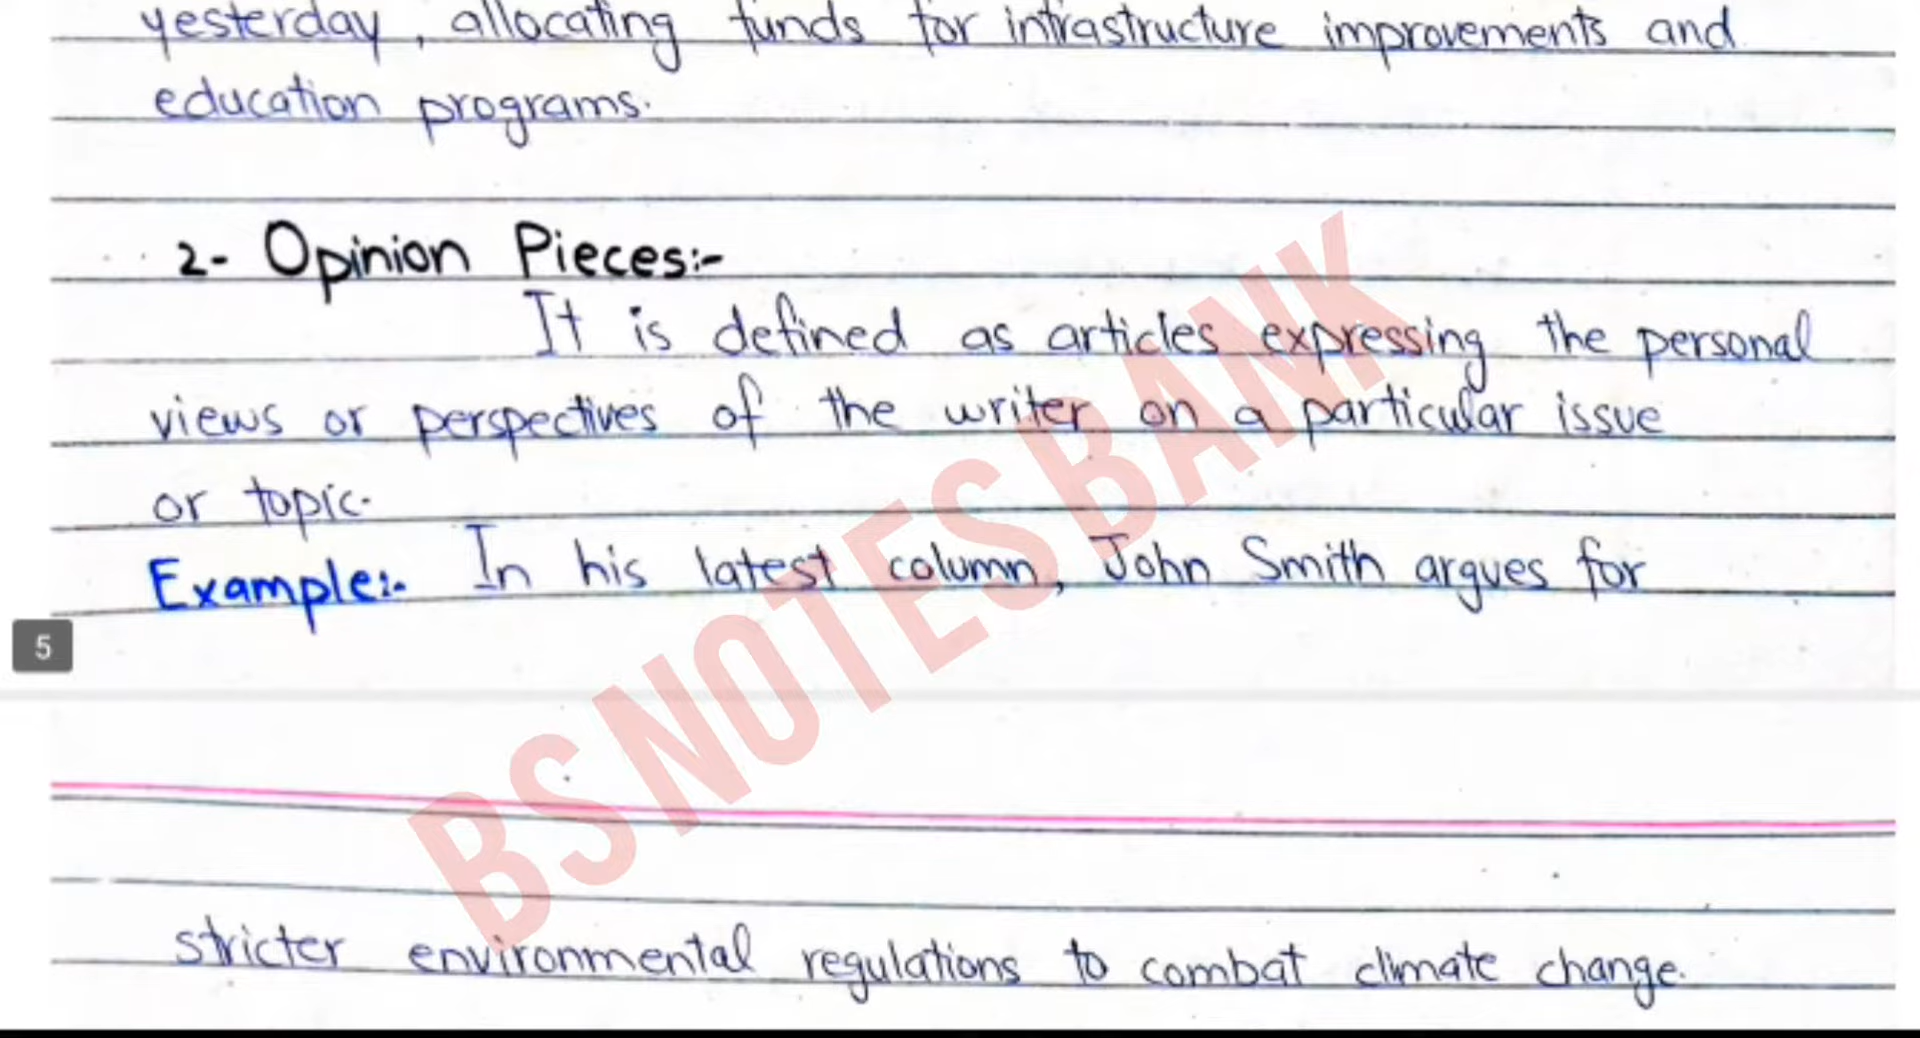 yesterday, allocating funds for infrastructure improvements and
education programs.
2- Opinion Pieces:-
It is defined as articles expressing the personal
views or perspectives of the writer on a particular issue
or topic.
Example:- In his latest column, John Smith argues for
5
stricter environmental regulations to combat climate change.
BS NOTES BANK